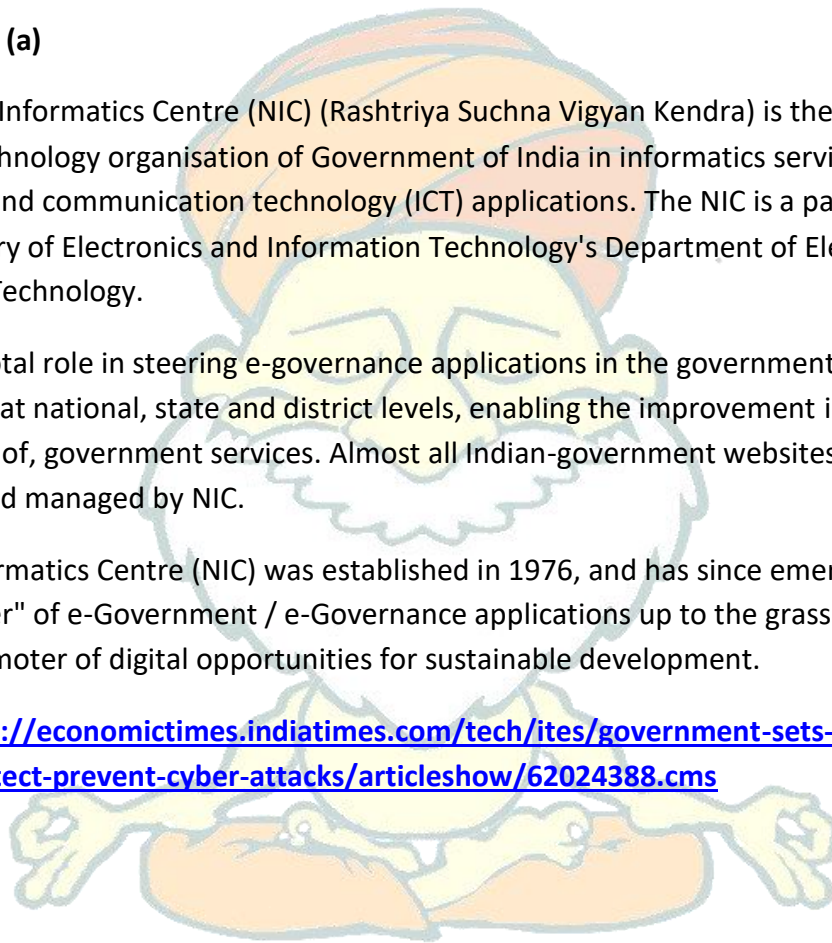 (a)
Informatics Centre (NIC) (Rashtriya Suchna Vigyan Kendra) is the
hnology organisation of Government of India in informatics servi
nd communication technology (ICT) applications. The NIC is a pa
ry of Electronics and Information Technology's Department of Ele
Technology.
otal role in steering e-governance applications in the government
at national, state and district levels, enabling the improvement i
of, government services. Almost all Indian-government websites
d managed by NIC.
rmatics Centre (NIC) was established in 1976, and has since emer
er" of e-Government / e-Governance applications up to the grass
moter of digital opportunities for sustainable development.
://economictimes.indiatimes.com/tech/ites/government-sets-
tect-prevent-cyber-attacks/articleshow/62024388.cms